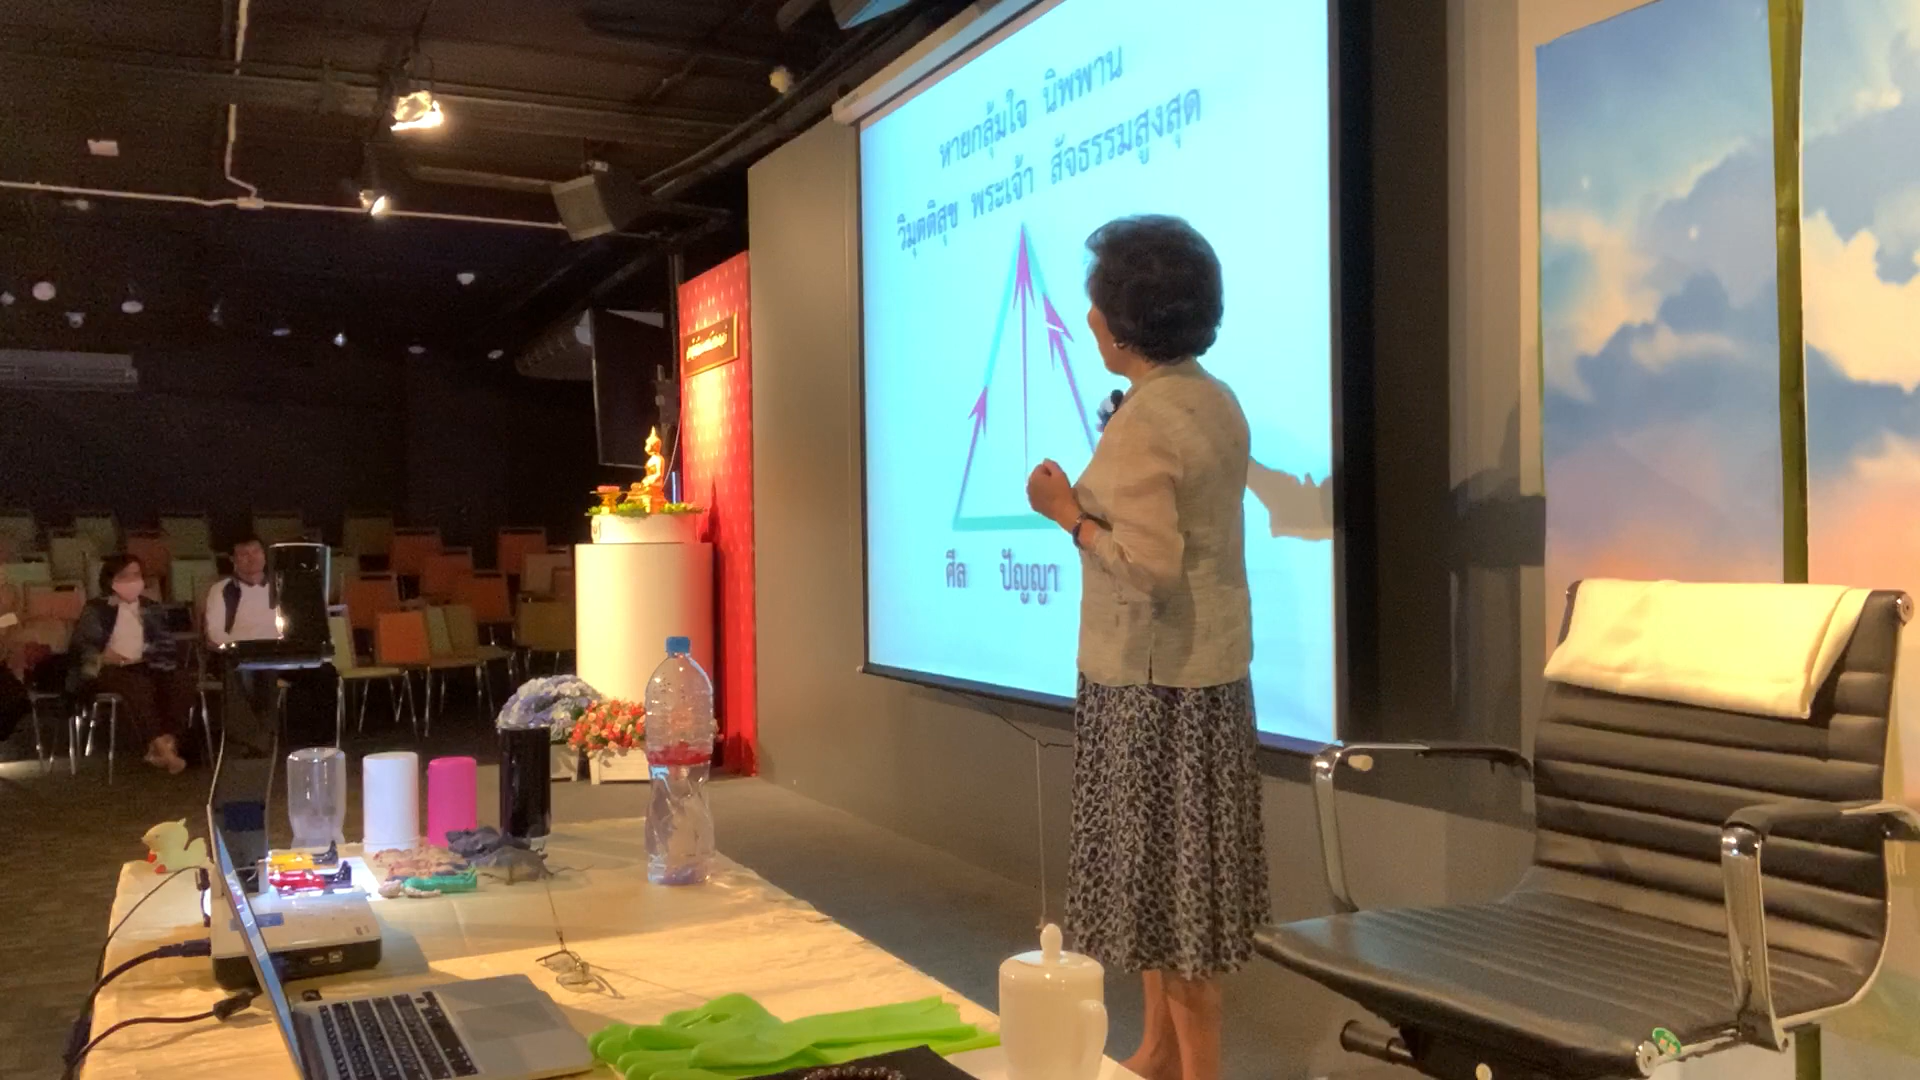 หายกลุ้มใจ นิพพาน
วิมุตติสุข พระเจ้า สัจธรรมสูงสุด
ศีล ปัญญา